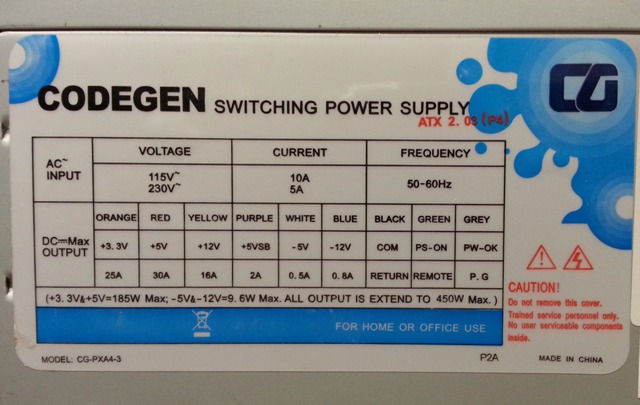 CODEGEN SWITCHING POWER SUPPLY
CG
ATX 2.03(P4)
AC~ INPUT VOLTAGE CURRENT FREQUENCY
115V~ 10A 50-60Hz
230V~ 5A
DC⎓Max OUTPUT ORANGE RED YELLOW PURPLE WHITE BLUE BLACK GREEN GREY
+3.3V +5V +12V +5VSB -5V -12V COM PS-ON PW-OK
25A 30A 16A 2A 0.5A 0.8A RETURN REMOTE P.G
(+3.3V&+5V=185W Max; -5V&-12V=9.6W Max. ALL OUTPUT IS EXTEND TO 450W Max.)
CAUTION!
Do not remove this cover.
Trained service personnel only.
No user serviceable components
inside.
FOR HOME OR OFFICE USE
MODEL: CG-PXA4-3 P2A MADE IN CHINA